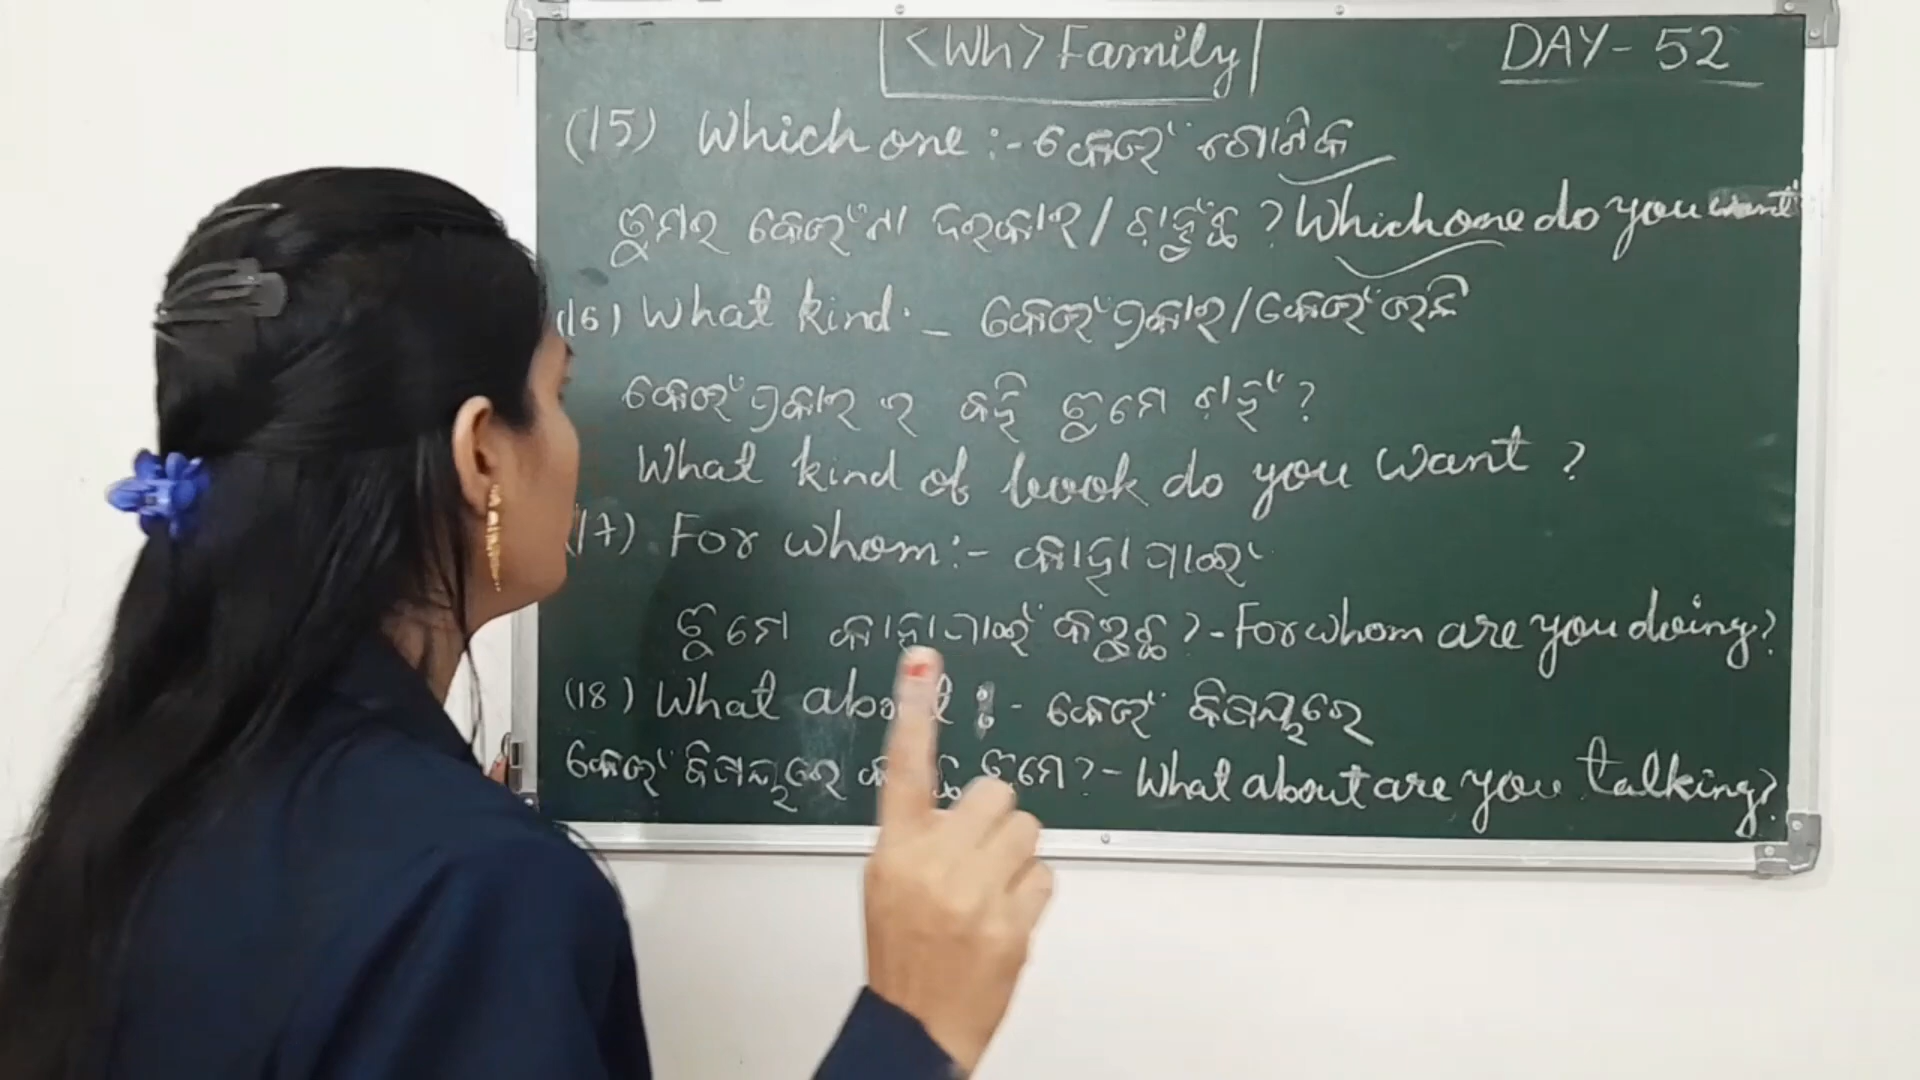 <Wh> Family
DAY - 52
(15) Which one :- କେଉଁ ଗୋଟିକ
ତୁମର କେଉଁଟା ଦରକାର / ଚାହୁଁଛ ? Which one do you want
(16) What kind :- କେଉଁ ପ୍ରକାର / କେଉଁ ଭଳି
କେଉଁ ପ୍ରକାର ର ବହି ତୁମେ ଚାହଁ ?
What kind of book do you want ?
(17) For whom :- କାହା ପାଇଁ
ତୁମେ କାହା ପାଇଁ କରୁଛ ? - For whom are you doing ?
(18) What about :- କେଉଁ ବିଷୟରେ
କେଉଁ ବିଷୟରେ ତୁମେ ? - What about are you talking ?